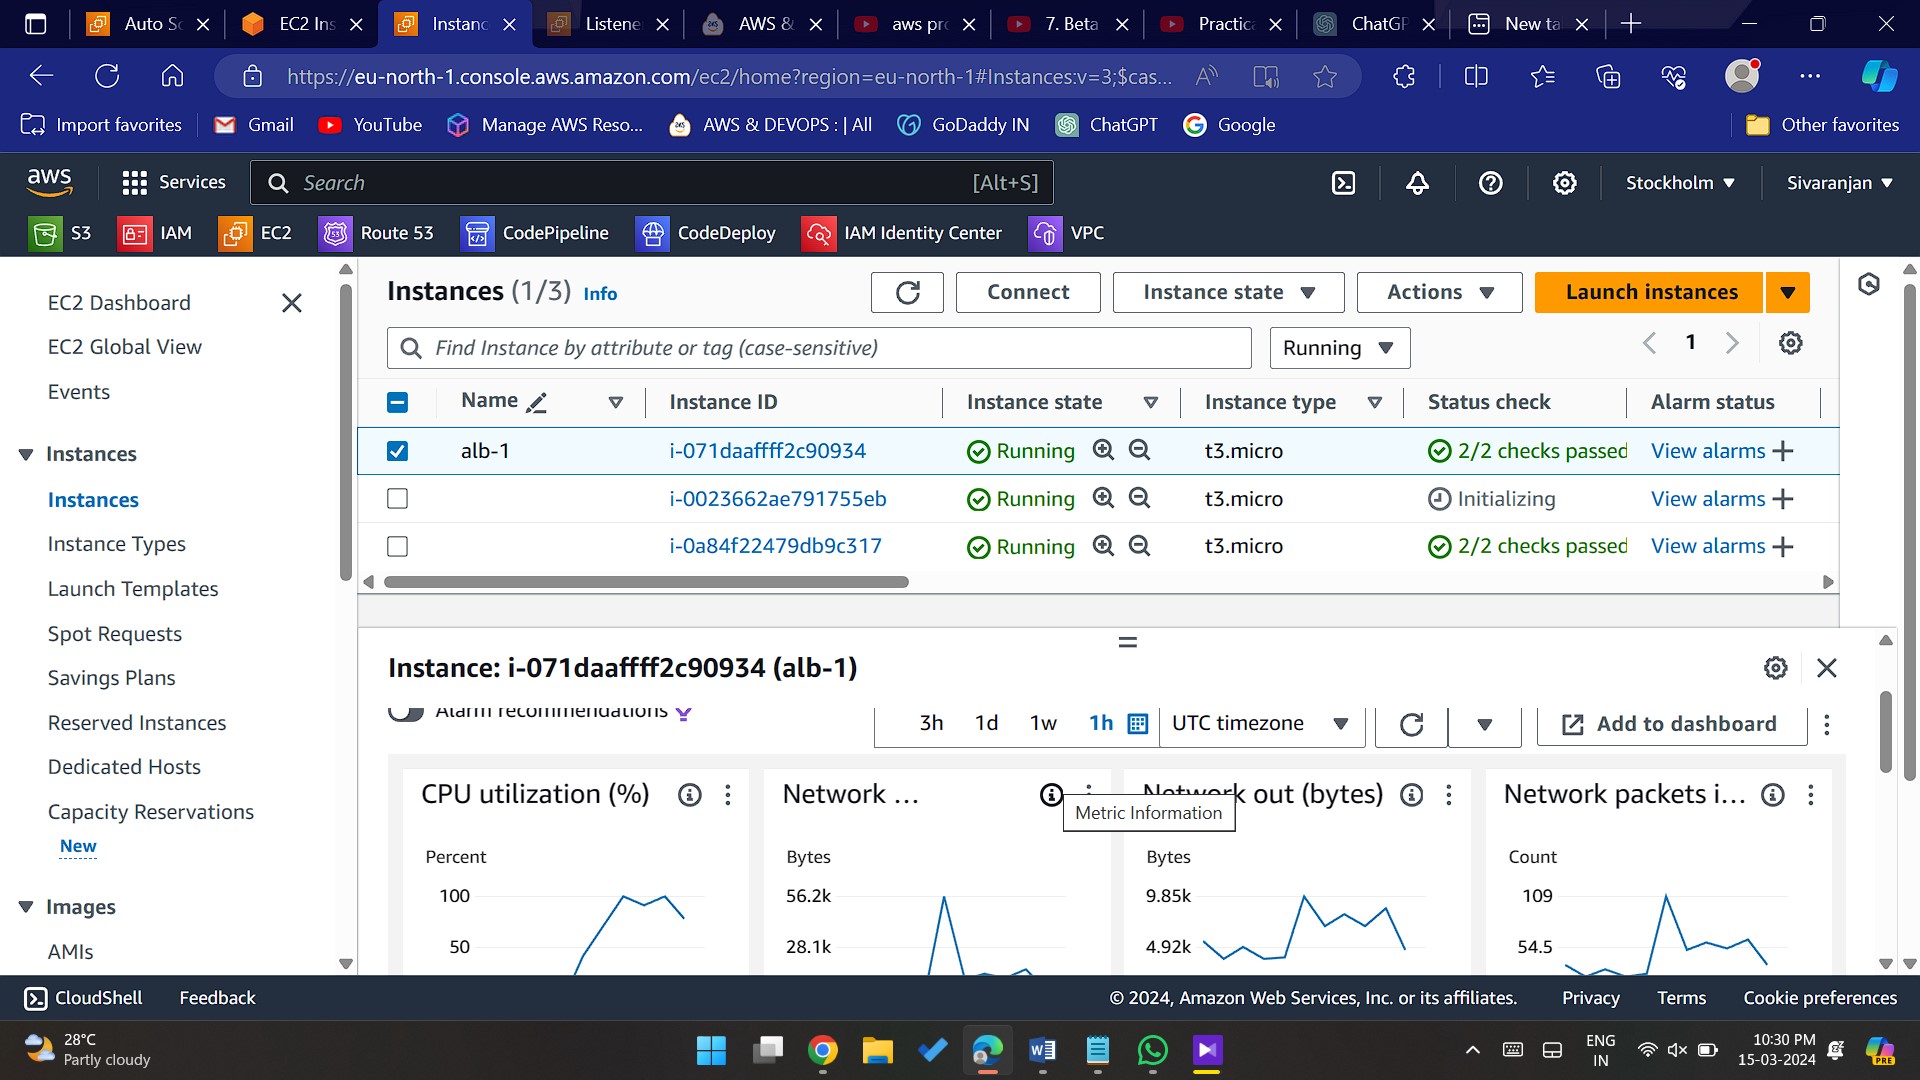 Auto Sc
EC2 Ins
Instanc
Listene
AWS &
aws pro
7. Beta
Practica
ChatGP
New ta
https://eu-north-1.console.aws.amazon.com/ec2/home?region=eu-north-1#Instances:v=3;$cas...
Import favorites
Gmail
YouTube
Manage AWS Reso...
AWS & DEVOPS : | All
GoDaddy IN
ChatGPT
Google
Other favorites
aws
Services
Search
[Alt+S]
Stockholm
Sivaranjan
S3
IAM
EC2
Route 53
CodePipeline
CodeDeploy
IAM Identity Center
VPC
EC2 Dashboard
EC2 Global View
Events
Instances
Instances
Instance Types
Launch Templates
Spot Requests
Savings Plans
Reserved Instances
Dedicated Hosts
Capacity Reservations
New
Images
AMIs
Instances (1/3) Info
Connect
Instance state
Actions
Launch instances
Find Instance by attribute or tag (case-sensitive)
Running
1
Name Instance ID Instance state Instance type Status check Alarm status
alb-1 i-071daaffff2c90934 Running t3.micro 2/2 checks passed View alarms
i-0023662ae791755eb Running t3.micro Initializing View alarms
i-0a84f22479db9c317 Running t3.micro 2/2 checks passed View alarms
Instance: i-071daaffff2c90934 (alb-1)
Alarm recommendations
3h 1d 1w 1h UTC timezone
Add to dashboard
CPU utilization (%)
Percent
100
50
Network ...
Metric Information
Bytes
56.2k
28.1k
Network out (bytes)
Bytes
9.85k
4.92k
Network packets i...
Count
109
54.5
CloudShell
Feedback
© 2024, Amazon Web Services, Inc. or its affiliates.
Privacy
Terms
Cookie preferences
28°C
Partly cloudy
ENG
IN
10:30 PM
15-03-2024
PRE